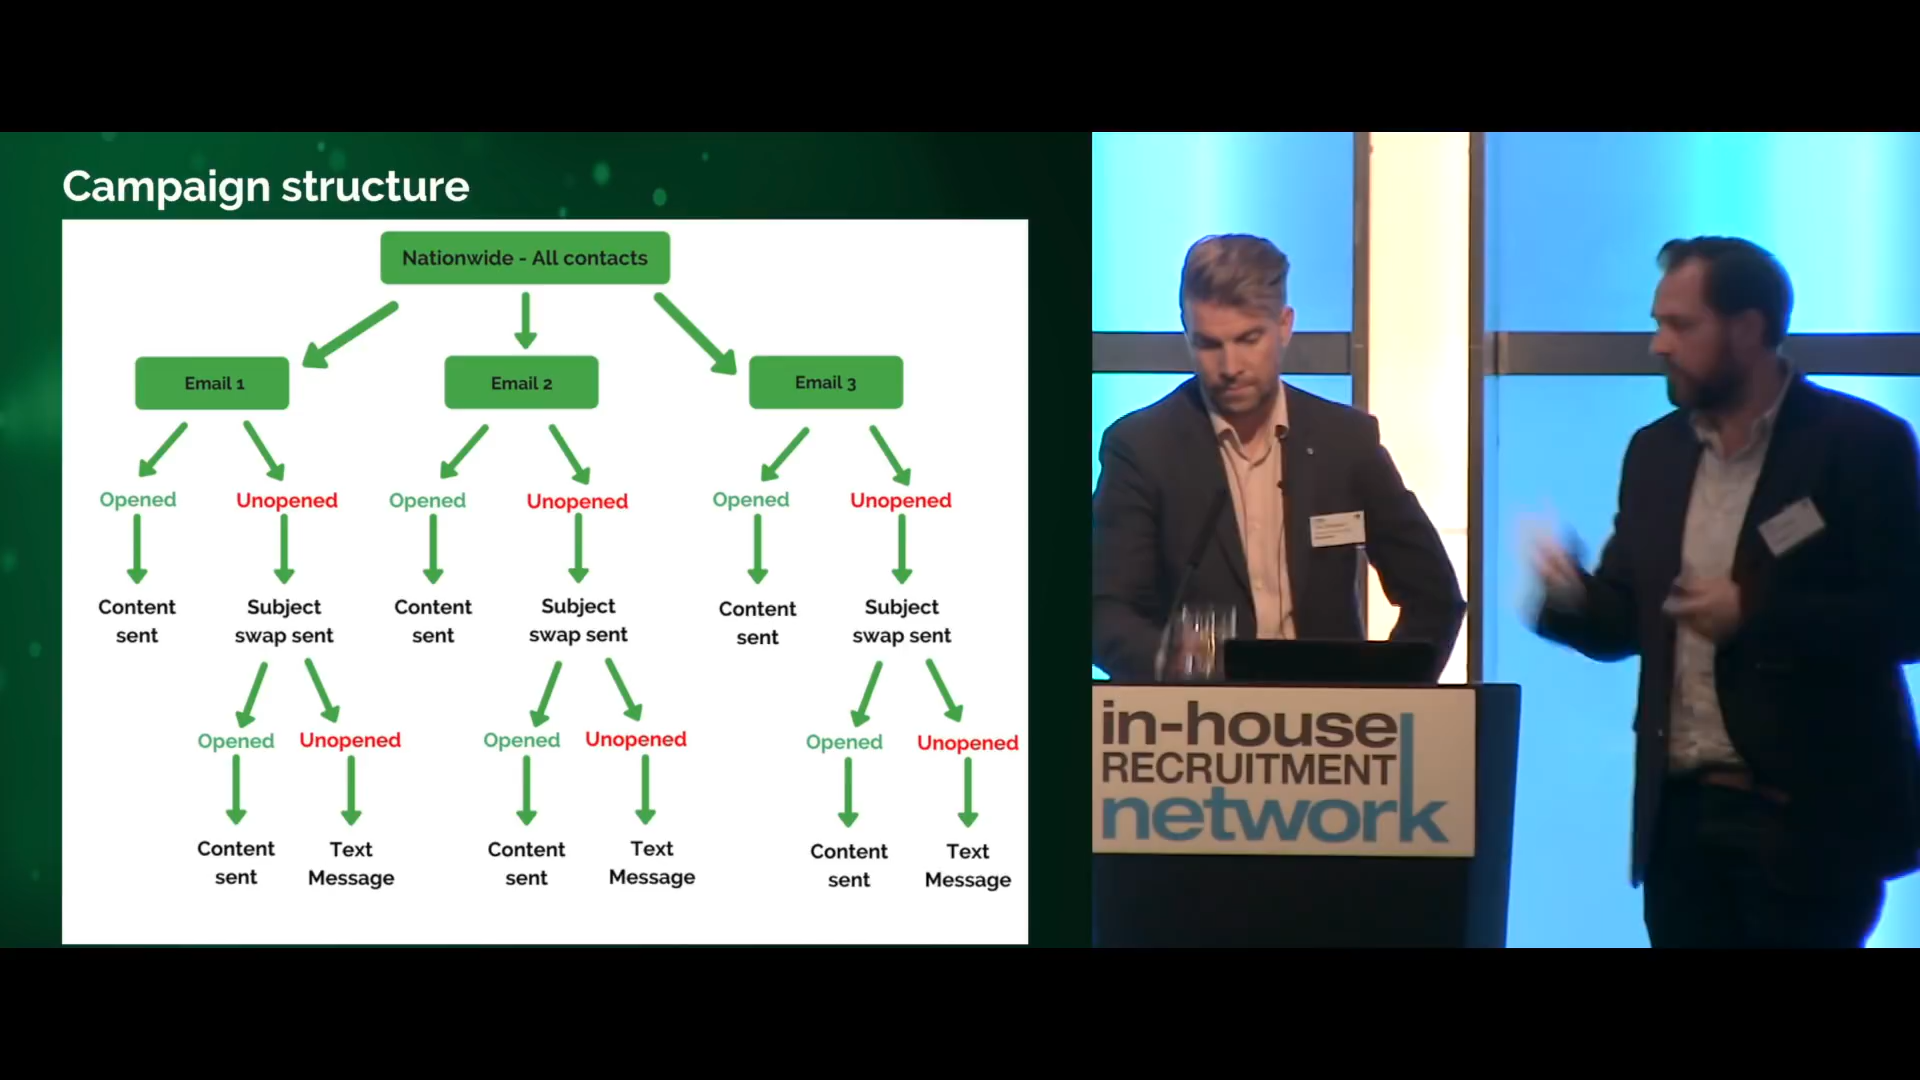 Campaign structure
Nationwide - All contacts
Email 1
Email 2
Email 3
Opened
Unopened
Opened
Unopened
Opened
Unopened
Content
sent
Subject
swap sent
Content
sent
Subject
swap sent
Content
sent
Subject
swap sent
Opened
Unopened
Opened
Unopened
Opened
Unopened
Content
sent
Text
Message
Content
sent
Text
Message
Content
sent
Text
Message
in-house
RECRUITMENT
network